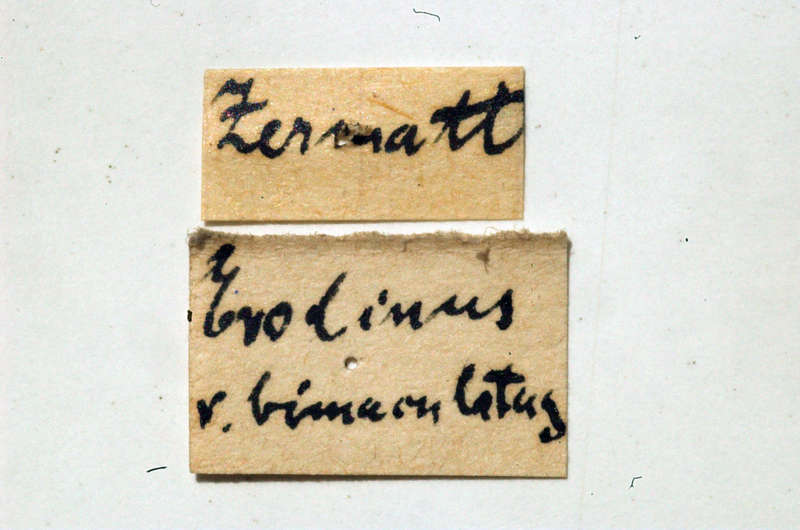 Zermatt
Erodinus
v. bimaculatus